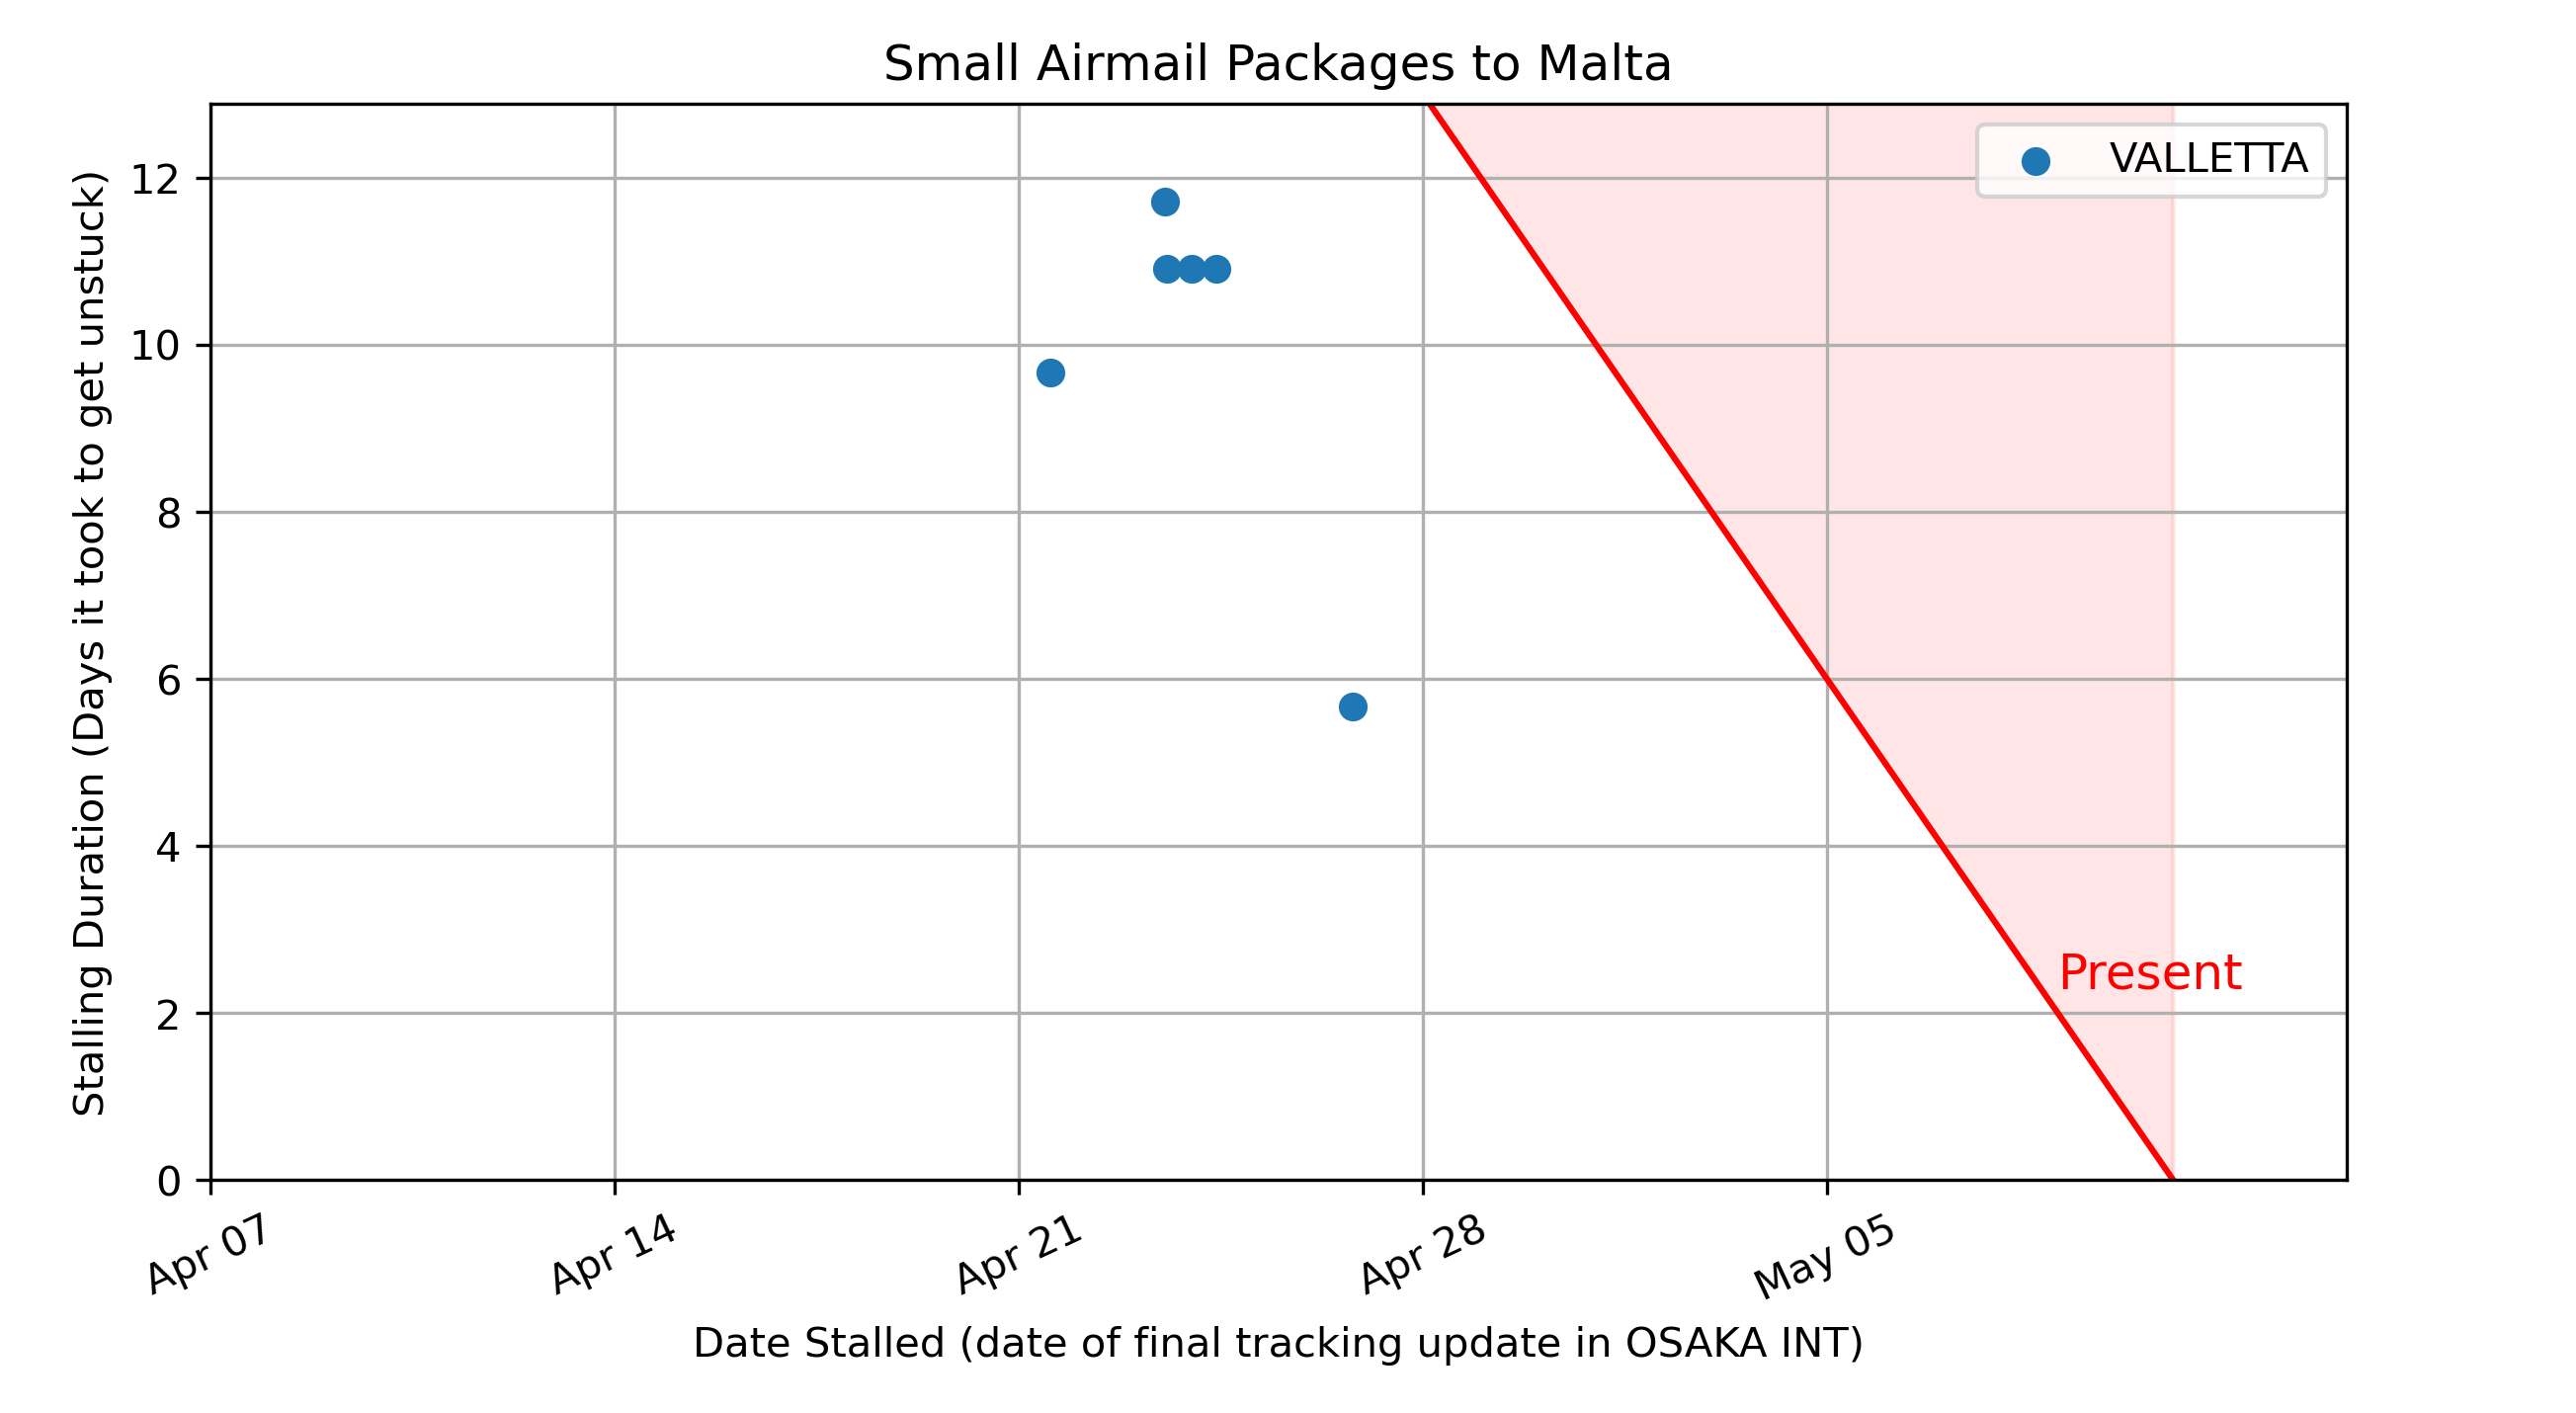 Small Airmail Packages to Malta
VALLETTA
Stalling Duration (Days it took to get unstuck)
12
10
8
6
4
2
0
Present
Apr 07
Apr 14
Apr 21
Apr 28
May 05
Date Stalled (date of final tracking update in OSAKA INT)